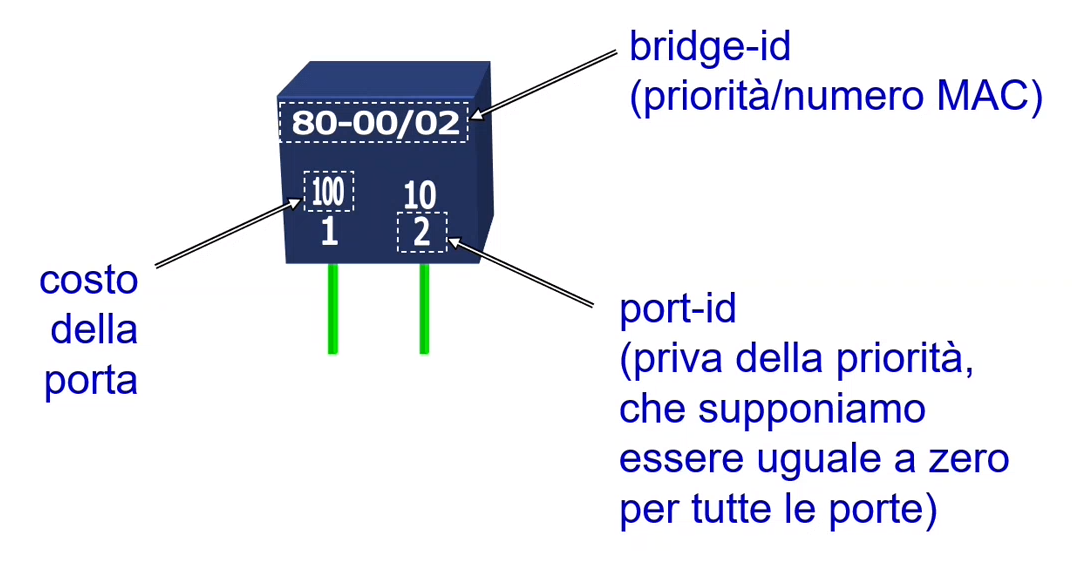 bridge-id
(priorità/numero MAC)
80-00/02
100
10
1
2
costo
della
porta
port-id
(priva della priorità,
che supponiamo
essere uguale a zero
per tutte le porte)